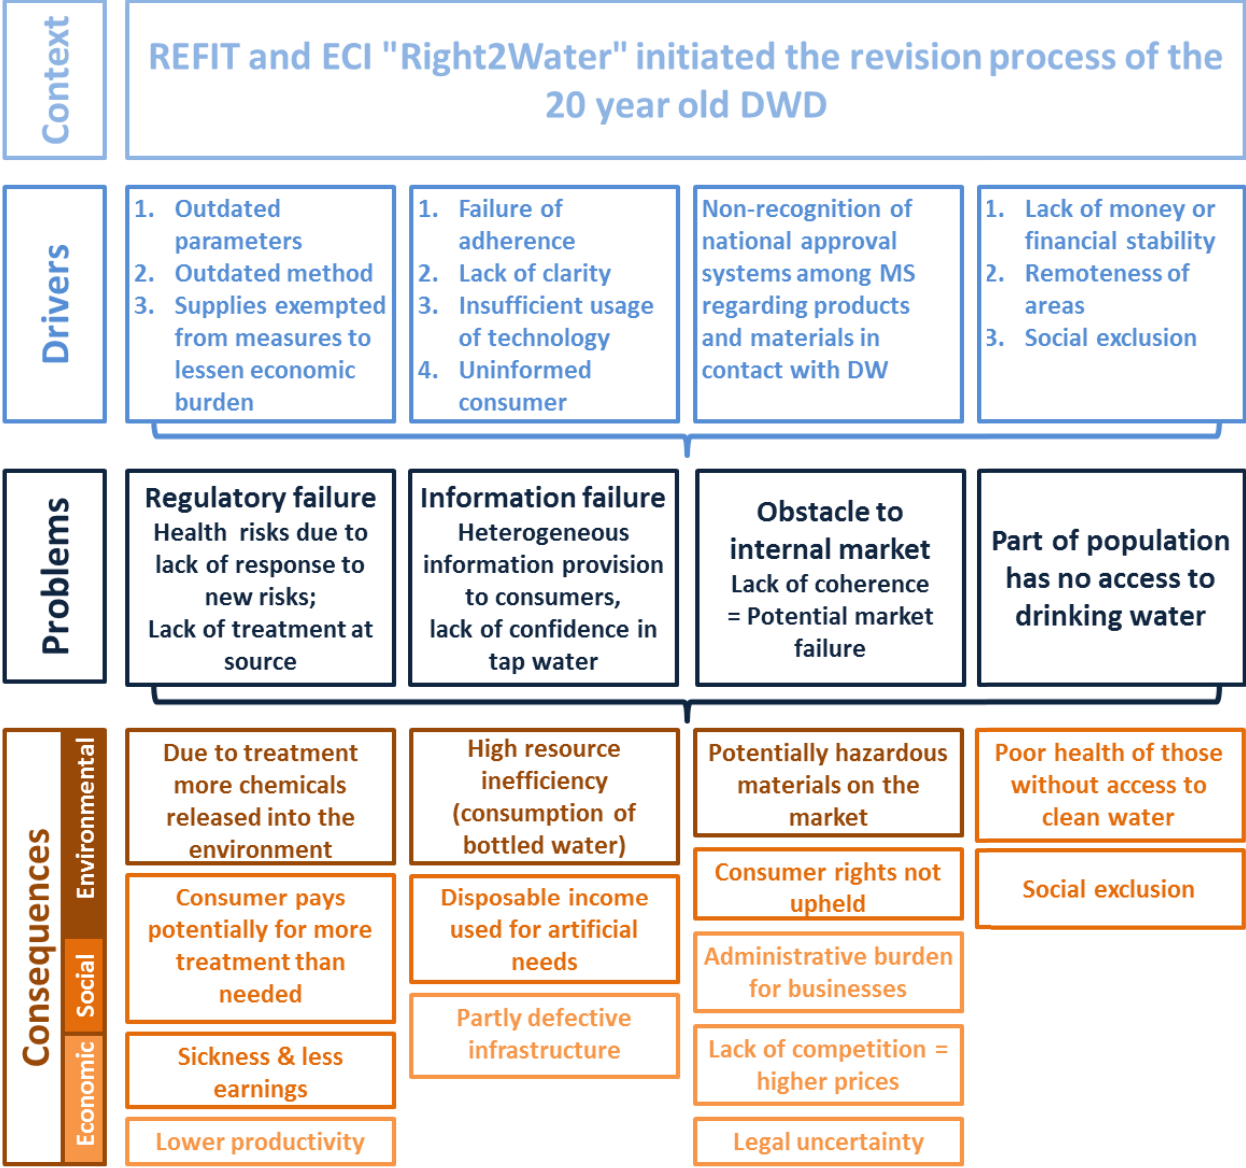 Context
REFIT and ECI "Right2Water" initiated the revision process of the
20 year old DWD
Drivers
1. Outdated
parameters
2. Outdated method
3. Supplies exempted
from measures to
lessen economic
burden
1. Failure of
adherence
2. Lack of clarity
3. Insufficient usage
of technology
4. Uninformed
consumer
Non-recognition of
national approval
systems among MS
regarding products
and materials in
contact with DW
1. Lack of money or
financial stability
2. Remoteness of
areas
3. Social exclusion
Problems
Regulatory failure
Health risks due to
lack of response to
new risks;
Lack of treatment at
source
Information failure
Heterogeneous
information provision
to consumers,
lack of confidence in
tap water
Obstacle to
internal market
Lack of coherence
= Potential market
failure
Part of population
has no access to
drinking water
Consequences
Environmental
Social
Economic
Due to treatment
more chemicals
released into the
environment
Consumer pays
potentially for more
treatment than
needed
Sickness & less
earnings
Lower productivity
High resource
inefficiency
(consumption of
bottled water)
Disposable income
used for artificial
needs
Partly defective
infrastructure
Potentially hazardous
materials on the
market
Consumer rights not
upheld
Administrative burden
for businesses
Lack of competition =
higher prices
Legal uncertainty
Poor health of those
without access to
clean water
Social exclusion